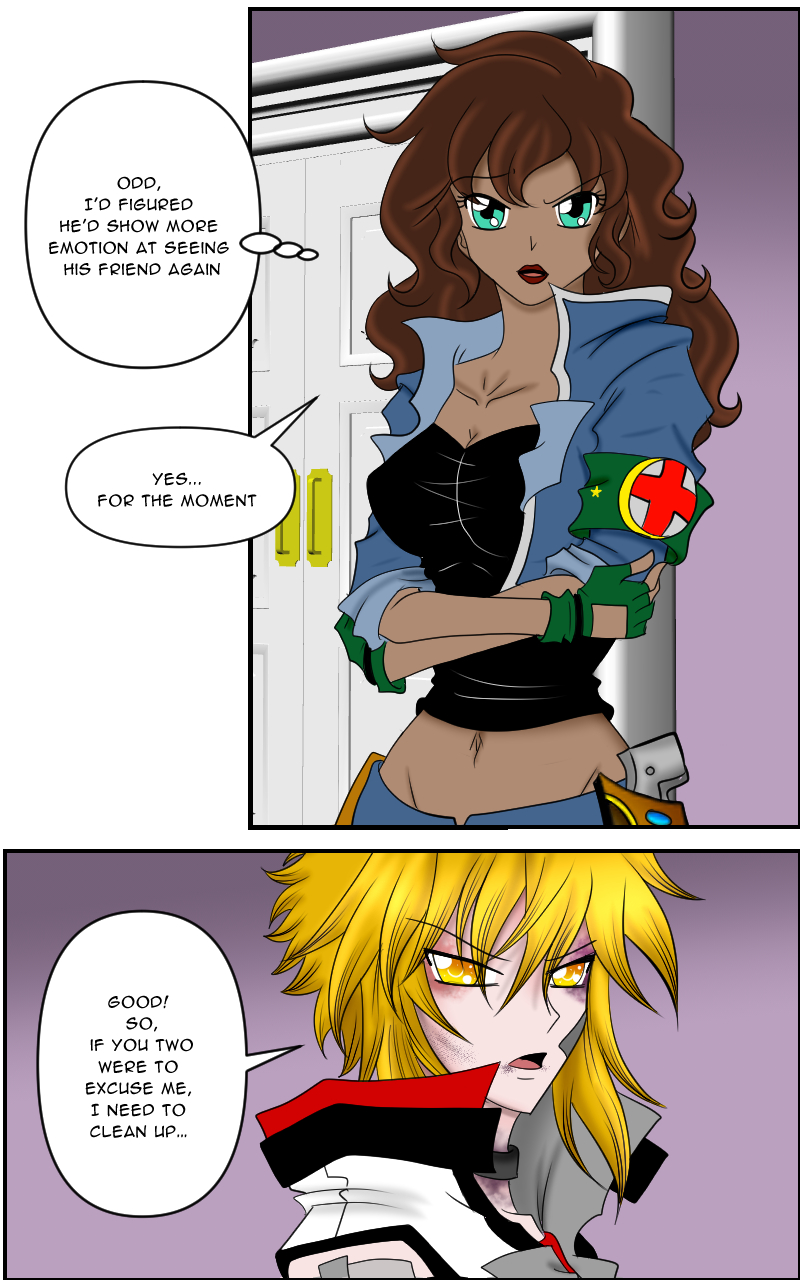 ODD,
I'D FIGURED
HE'D SHOW MORE
EMOTION AT SEEING
HIS FRIEND AGAIN
YES...
FOR THE MOMENT
GOOD!
SO,
IF YOU TWO
WERE TO
EXCUSE ME,
I NEED TO
CLEAN UP...